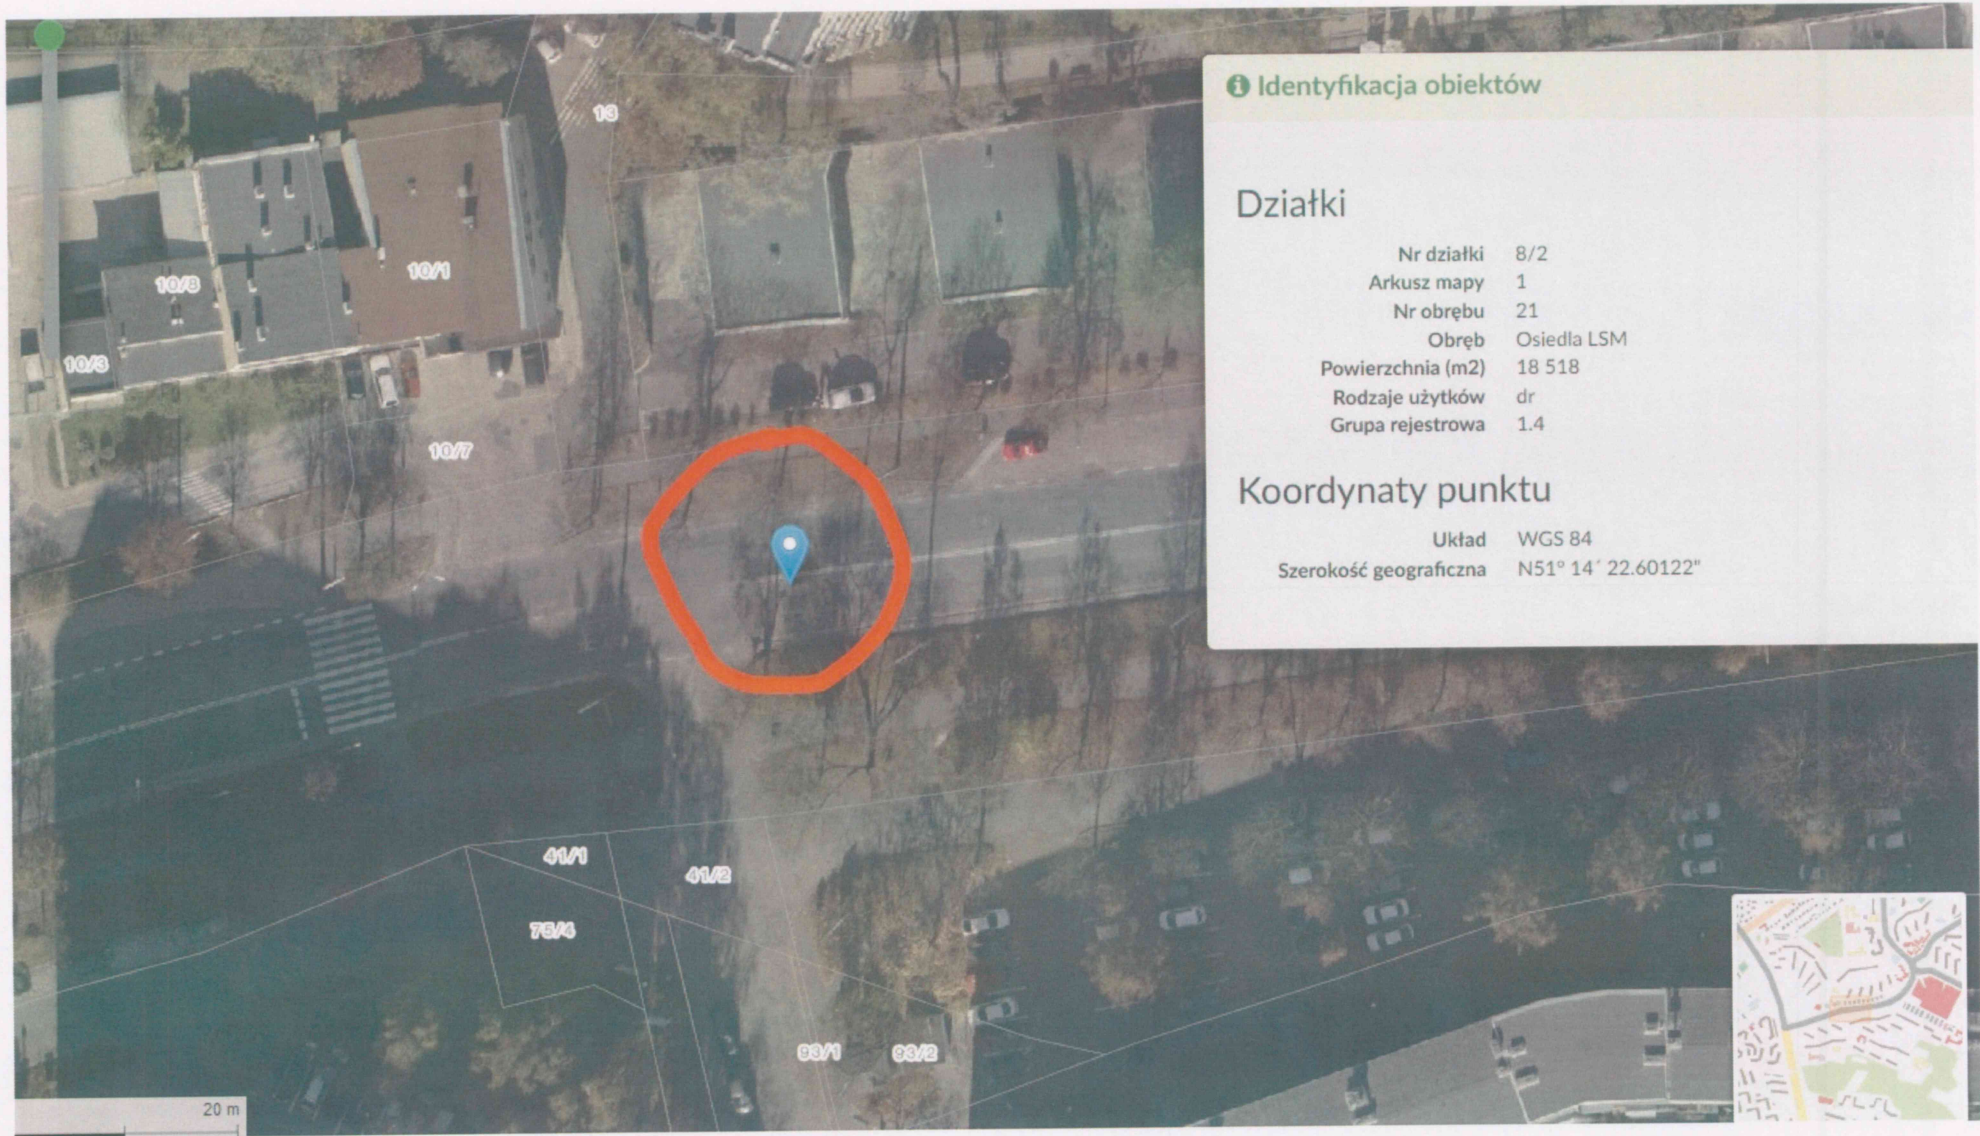 Identyfikacja obiektów
Działki
Nr działki 8/2
Arkusz mapy 1
Nr obrębu 21
Obręb Osiedla LSM
Powierzchnia (m2) 18 518
Rodzaje użytków dr
Grupa rejestrowa 1.4
Koordynaty punktu
Układ WGS 84
Szerokość geograficzna N51° 14´ 22.60122"
13
10/1
10/8
10/3
10/7
41/1
41/2
75/4
93/1
93/2
20 m